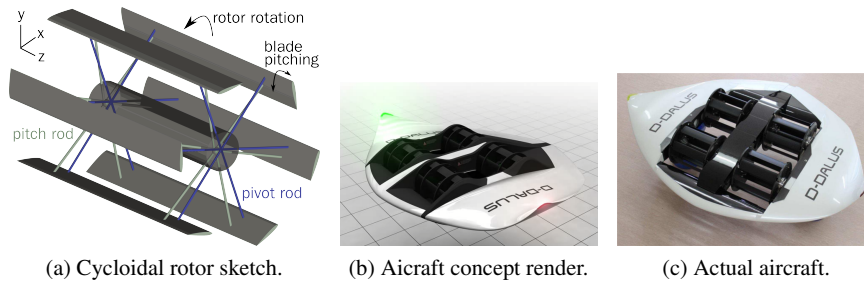 y
x
z
rotor rotation
blade
pitching
pitch rod
pivot rod
D-DALUS
D-DALUS
D-DALUS
D-DALUS
(a) Cycloidal rotor sketch.
(b) Aicraft concept render.
(c) Actual aircraft.